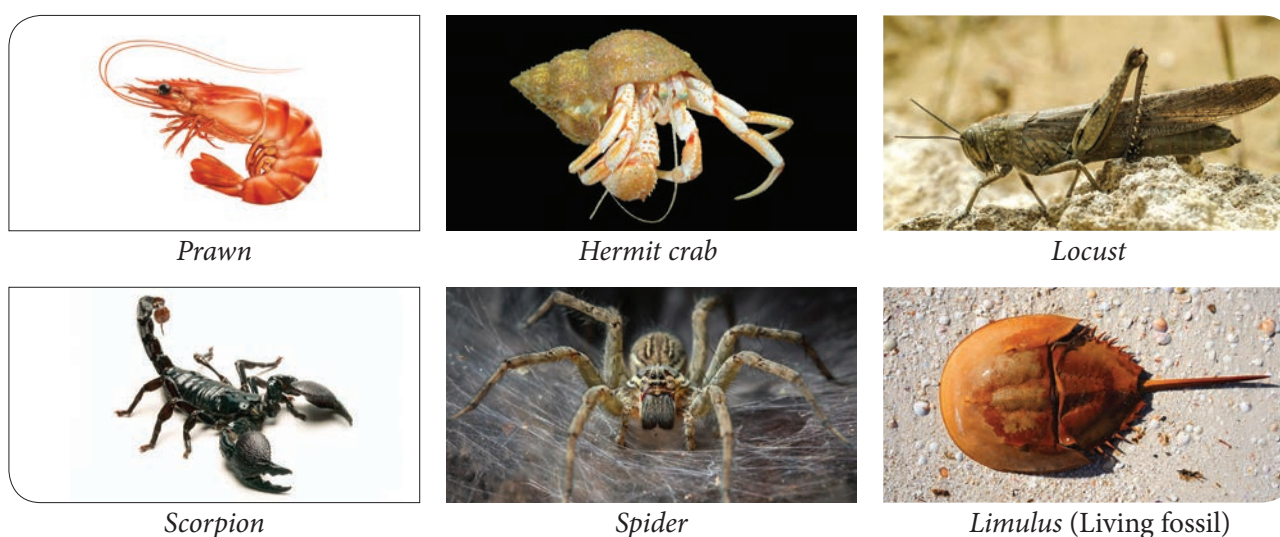 Prawn
Hermit crab
Locust
Scorpion
Spider
Limulus (Living fossil)